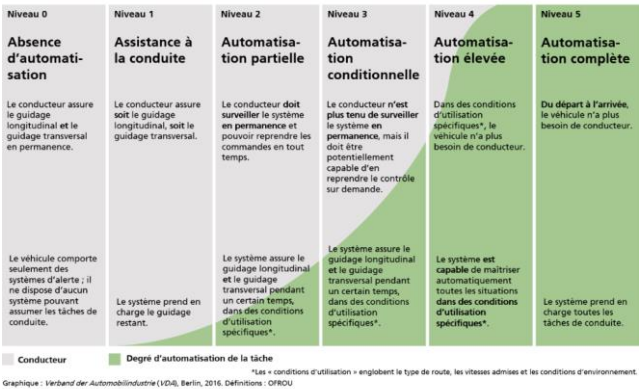 Niveau 0
Absence
d'automati-
sation
Le conducteur assure
le guidage
longitudinal et le
guidage transversal
en permanence.
Le véhicule comporte
seulement des
systèmes d'alerte ; il
ne dispose d'aucun
système pouvant
assumer les tâches de
conduite.
Niveau 1
Assistance à
la conduite
Le conducteur assure
soit le guidage
longitudinal, soit le
guidage transversal.
Le système prend en
charge le guidage
restant.
Niveau 2
Automatisa-
tion partielle
Le conducteur doit
surveiller le système
en permanence et
pouvoir reprendre les
commandes en tout
temps.
Le système assure le
guidage longitudinal
et le guidage
transversal pendant
un certain temps,
dans des conditions
d'utilisation
spécifiques*.
Niveau 3
Automatisa-
tion
conditionnelle
Le conducteur n'est
plus tenu de surveiller
le système en
permanence, mais il
doit être
potentiellement
capable d'en
reprendre le contrôle
sur demande.
Le système assure le
guidage longitudinal
et le guidage
transversal pendant
un certain temps,
dans des conditions
d'utilisation
spécifiques*.
Niveau 4
Automatisa-
tion élevée
Dans des conditions
d'utilisation
spécifiques*, le
véhicule n'a plus
besoin de conducteur.
Le système est
capable de maîtriser
automatiquement
toutes les situations
dans des conditions
d'utilisation
spécifiques*.
Niveau 5
Automatisa-
tion complète
Du départ à l'arrivée,
le véhicule n'a plus
besoin de conducteur.
Le système prend en
charge toutes les
tâches de conduite.
Conducteur
Degré d'automatisation de la tâche
*Les « conditions d'utilisation » englobent le type de route, les vitesses admises et les conditions d'environnement.
Graphique : Verband der Automobilindustrie (VDA), Berlin, 2016. Définitions : OFROU